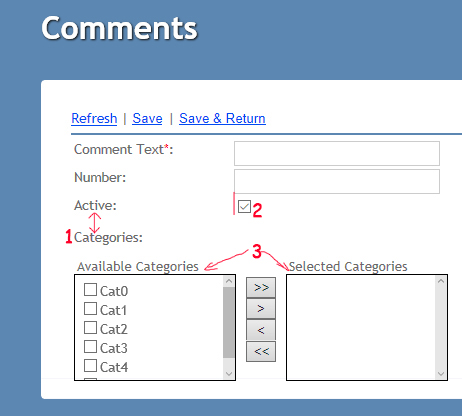 Comments
Refresh | Save | Save & Return
Comment Text*:
Number:
Active: 2
1 Categories:
3
Available Categories Selected Categories
Cat0 >>
Cat1 >
Cat2 <
Cat3 <<
Cat4